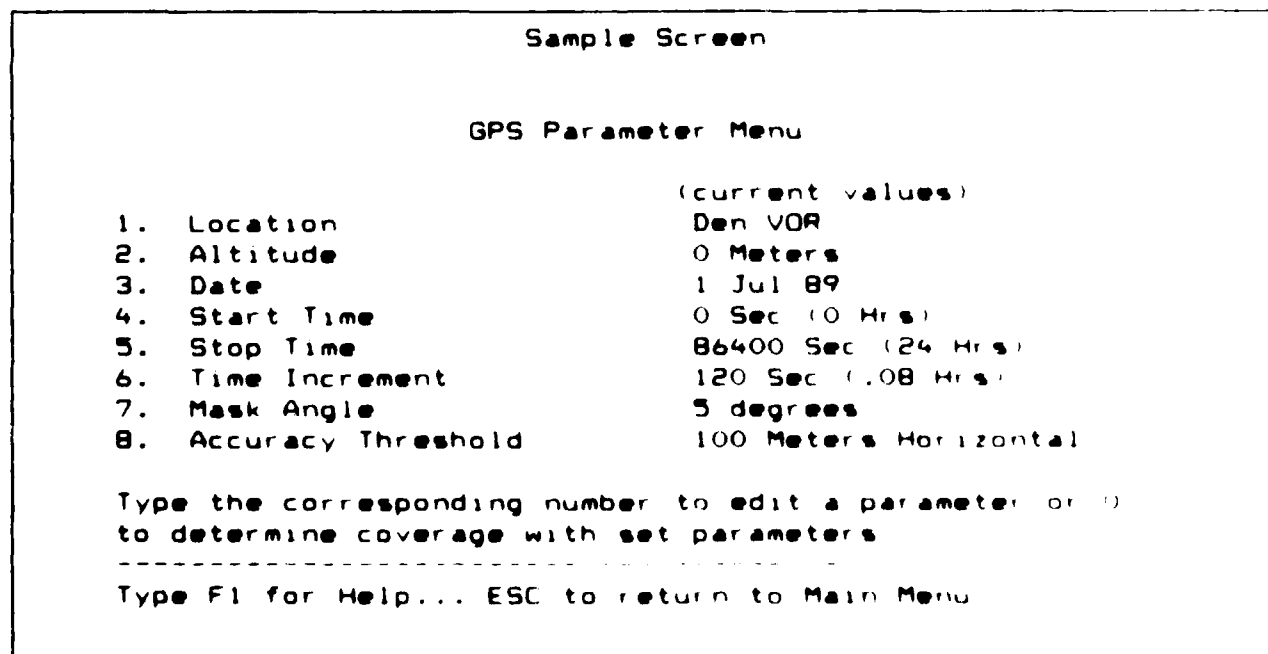 Sample Screen
GPS Parameter Menu
(current values)
1. Location Den VOR
2. Altitude 0 Meters
3. Date 1 Jul 89
4. Start Time 0 Sec (0 Hrs)
5. Stop Time 86400 Sec (24 Hrs)
6. Time Increment 120 Sec (.08 Hrs)
7. Mask Angle 5 degrees
8. Accuracy Threshold 100 Meters Horizontal
Type the corresponding number to edit a parameter or 0
to determine coverage with set parameters
Type F1 for Help... ESC to return to Main Menu